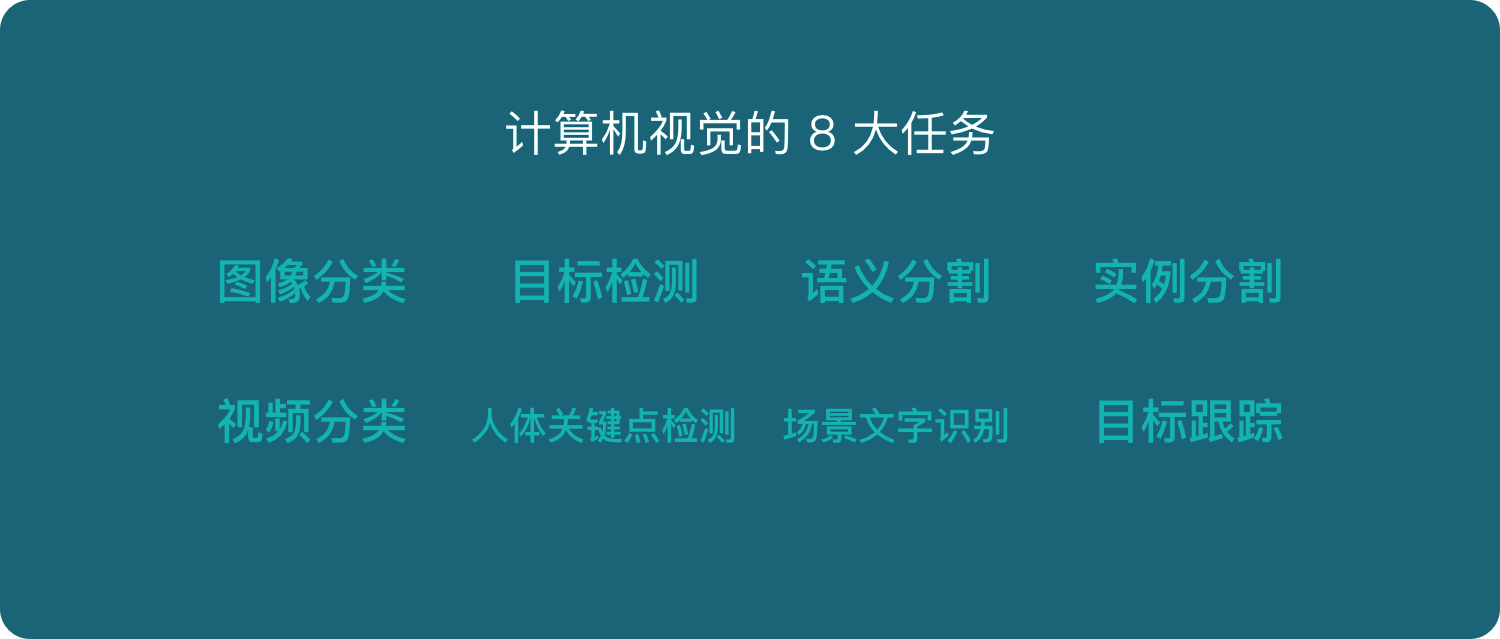 计算机视觉的 8 大任务
图像分类 目标检测 语义分割 实例分割
视频分类 人体关键点检测 场景文字识别 目标跟踪